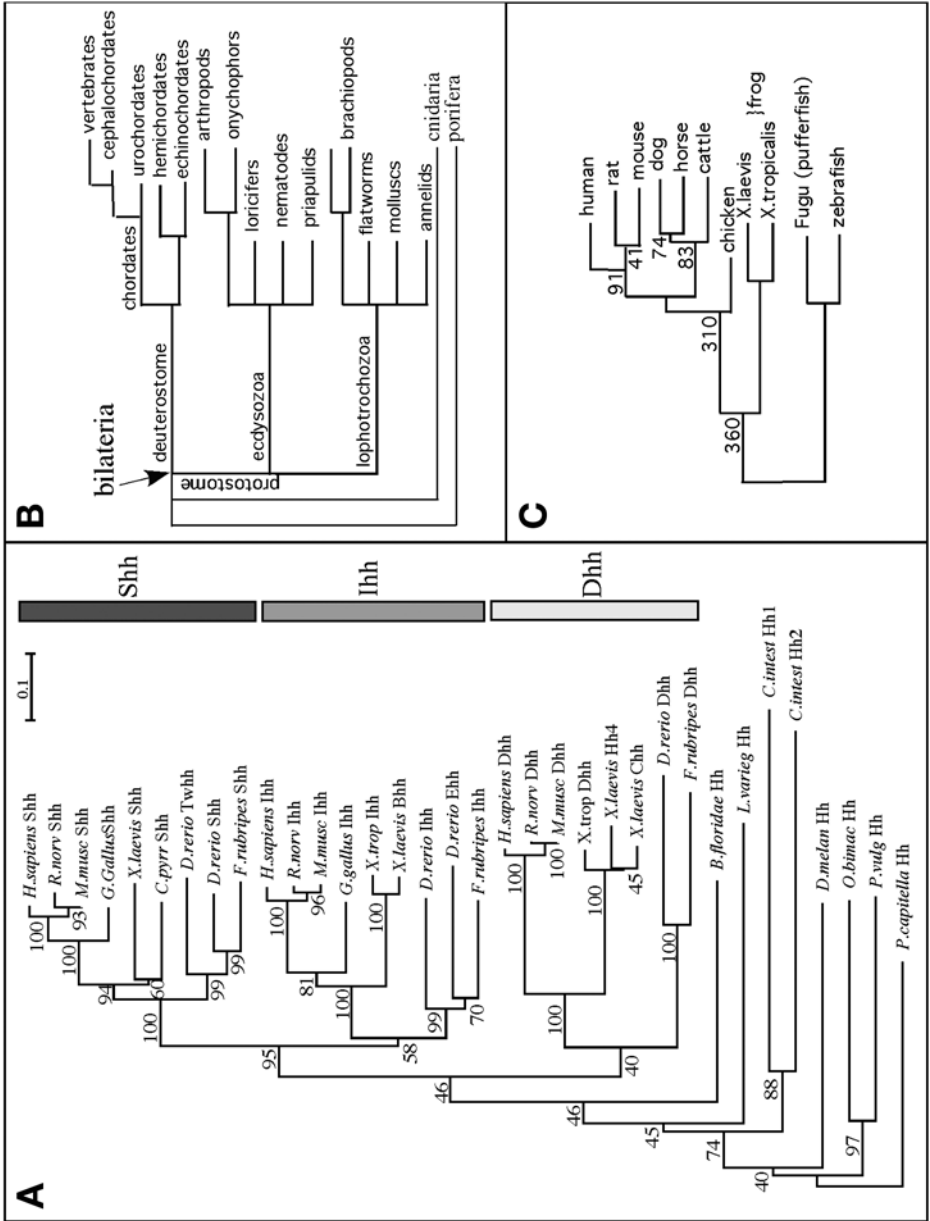 A
0.1
H.sapiens Shh
R.norv Shh
M.musc Shh
G.GallusShh
X.laevis Shh
C.pyrr Shh
D.rerio Twhh
D.rerio Shh
F.rubripes Shh
H.sapiens Ihh
R.norv Ihh
M.musc Ihh
G.gallus Ihh
X.trop Ihh
X.laevis Bhh
D.rerio Ihh
D.rerio Ehh
F.rubripes Ihh
H.sapiens Dhh
R.norv Dhh
M.musc Dhh
X.trop Dhh
X.laevis Hh4
X.laevis Chh
D.rerio Dhh
F.rubripes Dhh
B.floridae Hh
L.varieg Hh
C.intest Hh1
C.intest Hh2
D.melan Hh
O.bimac Hh
P.vulg Hh
P.capitella Hh
100
93
100
94
60
100
99
99
95
100
96
81
100
100
58
99
70
46
100
100
100
100
45
40
100
46
45
88
74
40
97
Shh
Ihh
Dhh
B
bilateria
deuterostome
protostome
chordates
vertebrates
cephalochordates
urochordates
hemichordates
echinochordates
ecdysozoa
arthropods
onychophors
loricifers
nematodes
priapulids
lophotrochozoa
brachiopods
flatworms
molluscs
annelids
cnidaria
porifera
C
human
rat
mouse
dog
horse
cattle
chicken
X.laevis
X.tropicalis
}frog
Fugu (pufferfish)
zebrafish
91
41
74
83
310
360